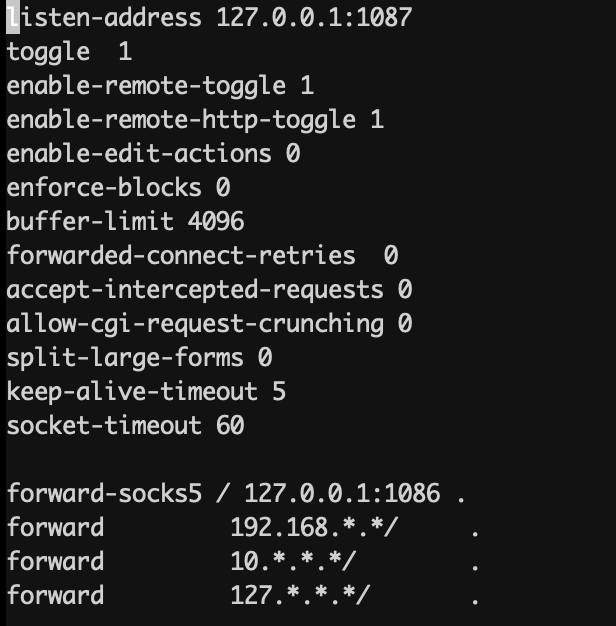 listen-address 127.0.0.1:1087
toggle  1
enable-remote-toggle 1
enable-remote-http-toggle 1
enable-edit-actions 0
enforce-blocks 0
buffer-limit 4096
forwarded-connect-retries  0
accept-intercepted-requests 0
allow-cgi-request-crunching 0
split-large-forms 0
keep-alive-timeout 5
socket-timeout 60

forward-socks5 / 127.0.0.1:1086 .
forward         192.168.*.*/     .
forward         10.*.*.*/        .
forward         127.*.*.*/       .